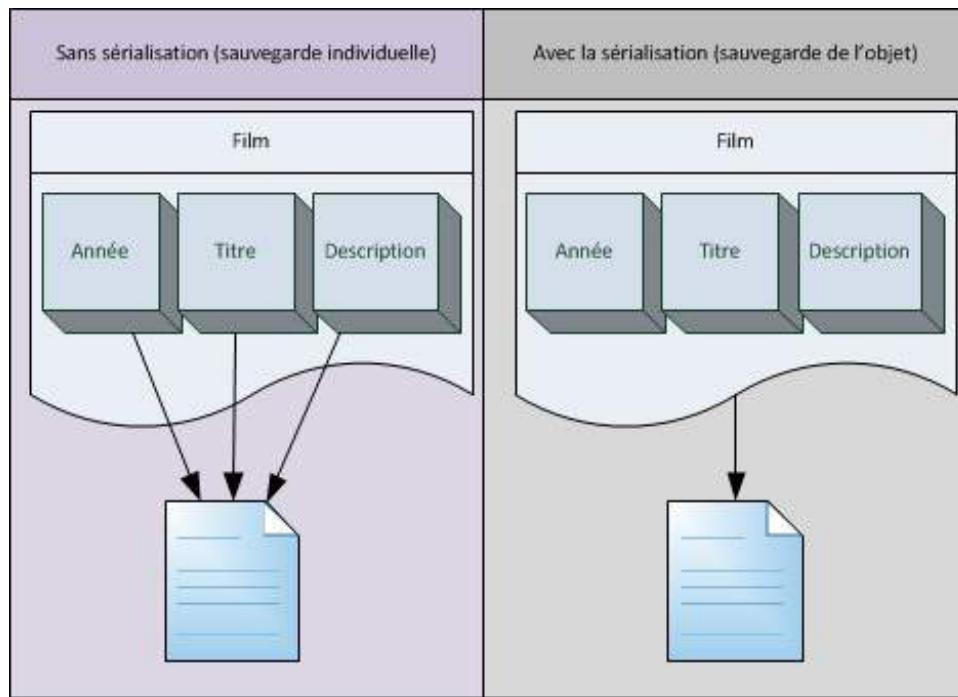 Sans sérialisation (sauvegarde individuelle)
Avec la sérialisation (sauvegarde de l'objet)
Film
Année
Titre
Description
Film
Année
Titre
Description